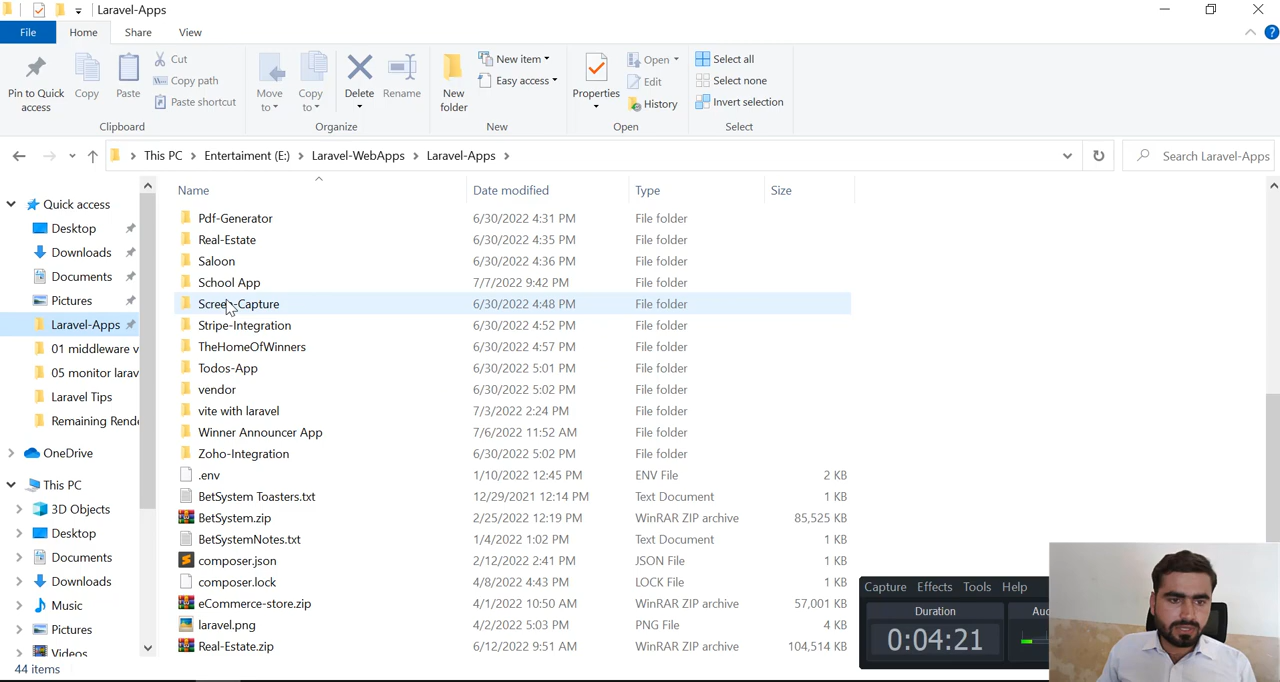 Laravel-Apps
File Home Share View
Pin to Quick access
Copy
Paste
Cut
Copy path
Paste shortcut
Clipboard
Move to
Copy to
Delete
Rename
Organize
New folder
New item
Easy access
New
Properties
Open
Edit
History
Open
Select all
Select none
Invert selection
Select
This PC Entertaiment (E:) Laravel-WebApps Laravel-Apps
Search Laravel-Apps
Quick access
Desktop
Downloads
Documents
Pictures
Laravel-Apps
01 middleware v
05 monitor larav
Laravel Tips
Remaining Rende
OneDrive
This PC
3D Objects
Desktop
Documents
Downloads
Music
Pictures
Videos
Name Date modified Type Size
Pdf-Generator 6/30/2022 4:31 PM File folder
Real-Estate 6/30/2022 4:35 PM File folder
Saloon 6/30/2022 4:36 PM File folder
School App 7/7/2022 9:42 PM File folder
Screen-Capture 6/30/2022 4:48 PM File folder
Stripe-Integration 6/30/2022 4:52 PM File folder
TheHomeOfWinners 6/30/2022 4:57 PM File folder
Todos-App 6/30/2022 5:01 PM File folder
vendor 6/30/2022 5:02 PM File folder
vite with laravel 7/3/2022 2:24 PM File folder
Winner Announcer App 7/6/2022 11:52 AM File folder
Zoho-Integration 6/30/2022 5:02 PM File folder
.env 1/10/2022 12:45 PM ENV File 2 KB
BetSystem Toasters.txt 12/29/2021 12:14 PM Text Document 1 KB
BetSystem.zip 2/25/2022 12:19 PM WinRAR ZIP archive 85,525 KB
BetSystemNotes.txt 1/4/2022 1:02 PM Text Document 1 KB
composer.json 2/12/2022 2:41 PM JSON File 1 KB
composer.lock 4/8/2022 4:43 PM LOCK File 1 KB
eCommerce-store.zip 4/1/2022 10:50 AM WinRAR ZIP archive 57,001 KB
laravel.png 4/2/2022 5:03 PM PNG File 4 KB
Real-Estate.zip 6/12/2022 9:51 AM WinRAR ZIP archive 104,514 KB
44 items
Capture Effects Tools Help
Duration
0:04:21